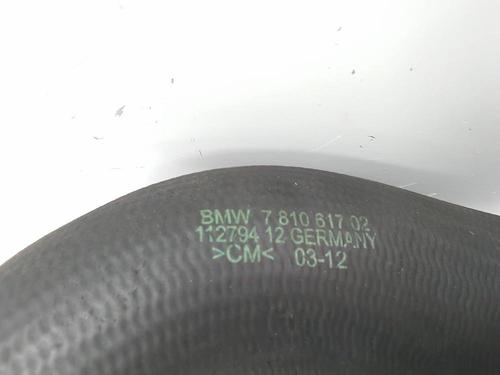 BMW 7 810 617 02
112794 12 GERMANY
>CM< 03-12